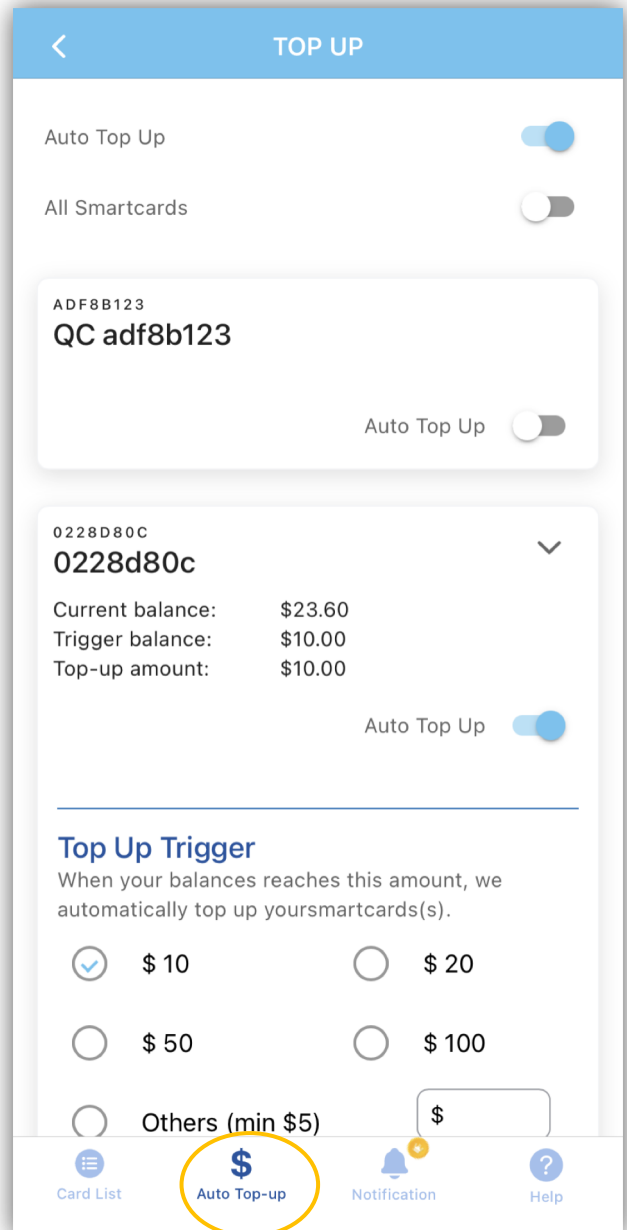 TOP UP
Auto Top Up
All Smartcards
ADF8B123
QC adf8b123
Auto Top Up
0228D80C
0228d80c
Current balance: $23.60
Trigger balance: $10.00
Top-up amount: $10.00
Auto Top Up
Top Up Trigger
When your balances reaches this amount, we
automatically top up yoursmartcards(s).
$ 10 $ 20
$ 50 $ 100
Others (min $5) $
$ ?
Card List Auto Top-up Notification Help